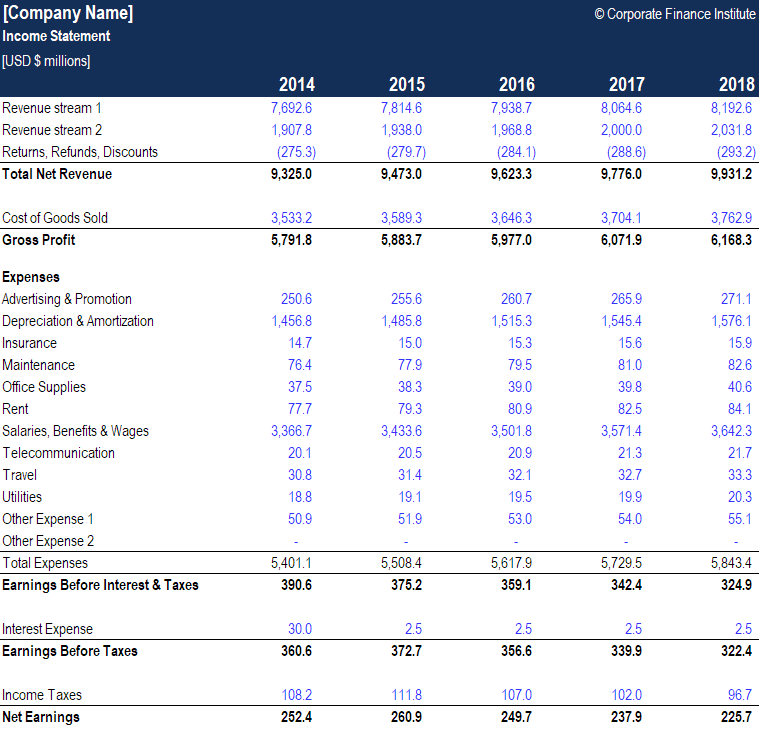 [Company Name] © Corporate Finance Institute
Income Statement
[USD $ millions]
2014 2015 2016 2017 2018
Revenue stream 1 7,692.6 7,814.6 7,938.7 8,064.6 8,192.6
Revenue stream 2 1,907.8 1,938.0 1,968.8 2,000.0 2,031.8
Returns, Refunds, Discounts (275.3) (279.7) (284.1) (288.6) (293.2)
Total Net Revenue 9,325.0 9,473.0 9,623.3 9,776.0 9,931.2
Cost of Goods Sold 3,533.2 3,589.3 3,646.3 3,704.1 3,762.9
Gross Profit 5,791.8 5,883.7 5,977.0 6,071.9 6,168.3
Expenses
Advertising & Promotion 250.6 255.6 260.7 265.9 271.1
Depreciation & Amortization 1,456.8 1,485.8 1,515.3 1,545.4 1,576.1
Insurance 14.7 15.0 15.3 15.6 15.9
Maintenance 76.4 77.9 79.5 81.0 82.6
Office Supplies 37.5 38.3 39.0 39.8 40.6
Rent 77.7 79.3 80.9 82.5 84.1
Salaries, Benefits & Wages 3,366.7 3,433.6 3,501.8 3,571.4 3,642.3
Telecommunication 20.1 20.5 20.9 21.3 21.7
Travel 30.8 31.4 32.1 32.7 33.3
Utilities 18.8 19.1 19.5 19.9 20.3
Other Expense 1 50.9 51.9 53.0 54.0 55.1
Other Expense 2 - - - - -
Total Expenses 5,401.1 5,508.4 5,617.9 5,729.5 5,843.4
Earnings Before Interest & Taxes 390.6 375.2 359.1 342.4 324.9
Interest Expense 30.0 2.5 2.5 2.5 2.5
Earnings Before Taxes 360.6 372.7 356.6 339.9 322.4
Income Taxes 108.2 111.8 107.0 102.0 96.7
Net Earnings 252.4 260.9 249.7 237.9 225.7